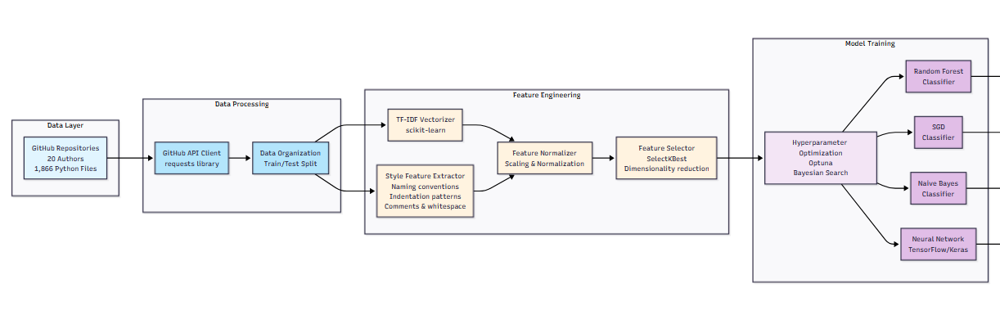 Data Layer
GitHub Repositories
20 Authors
1,866 Python Files
Data Processing
GitHub API Client
requests library
Data Organization
Train/Test Split
Feature Engineering
TF-IDF Vectorizer
scikit-learn
Style Feature Extractor
Naming conventions
Indentation patterns
Comments & whitespace
Feature Normalizer
Scaling & Normalization
Feature Selector
SelectKBest
Dimensionality reduction
Model Training
Hyperparameter
Optimization
Optuna
Bayesian Search
Random Forest
Classifier
SGD
Classifier
Naive Bayes
Classifier
Neural Network
TensorFlow/Keras